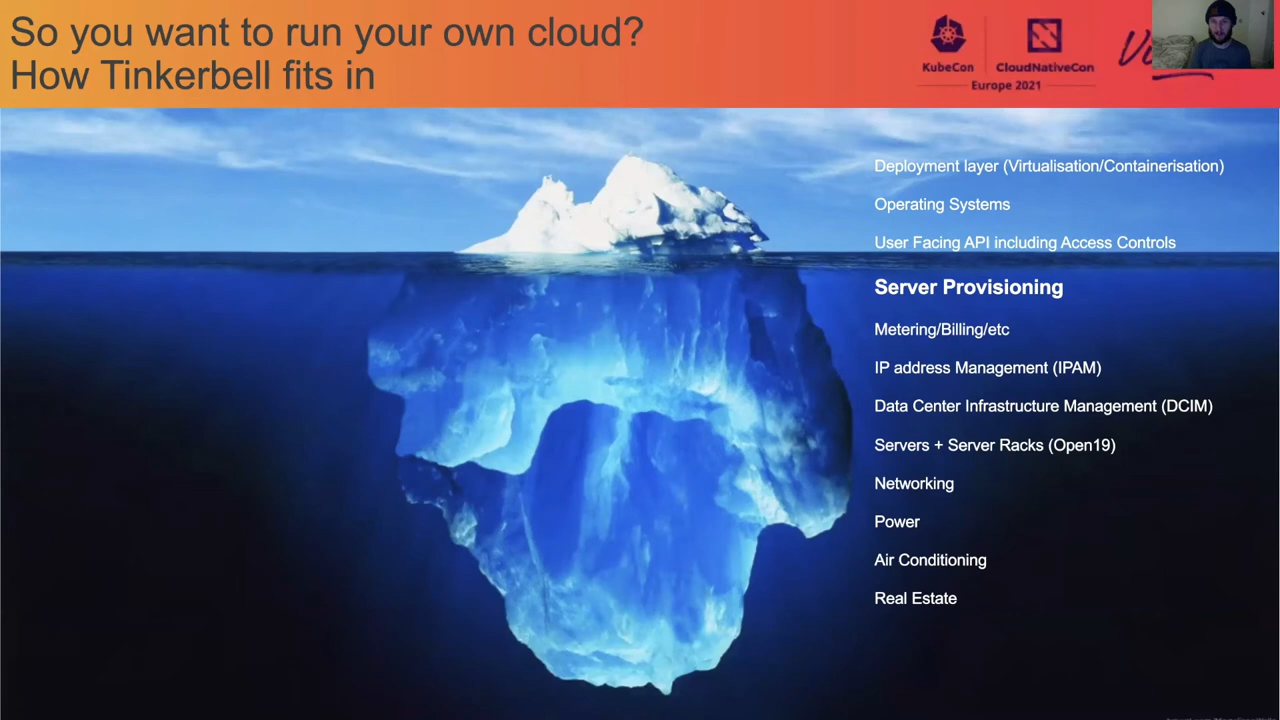 So you want to run your own cloud?
How Tinkerbell fits in
KubeCon
CloudNativeCon
Europe 2021
Deployment layer (Virtualisation/Containerisation)
Operating Systems
User Facing API including Access Controls
Server Provisioning
Metering/Billing/etc
IP address Management (IPAM)
Data Center Infrastructure Management (DCIM)
Servers + Server Racks (Open19)
Networking
Power
Air Conditioning
Real Estate